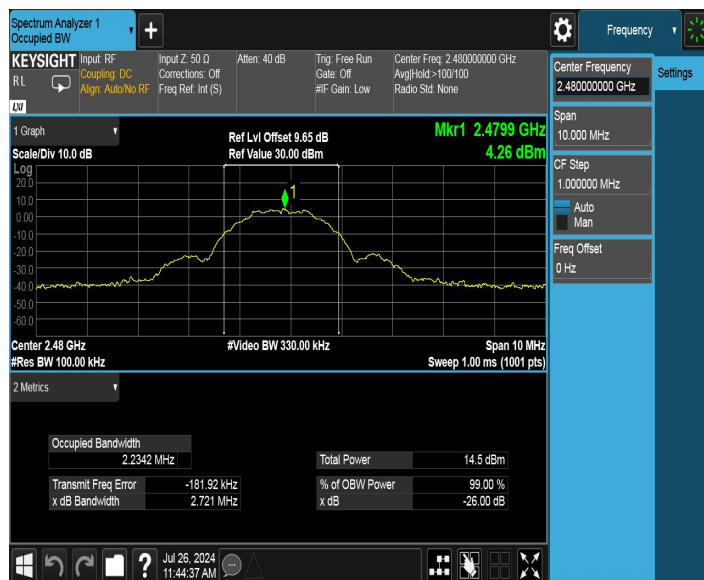 Spectrum Analyzer 1
Occupied BW
Frequency
KEYSIGHT
R L
LXI
Input: RF
Coupling: DC
Align: Auto/No RF
Input Z: 50 Ω
Corrections: Off
Freq Ref: Int (S)
Atten: 40 dB
Trig: Free Run
Gate: Off
#IF Gain: Low
Center Freq: 2.480000000 GHz
Avg|Hold:>100/100
Radio Std: None
Center Frequency
2.480000000 GHz
Settings
Span
10.000 MHz
CF Step
1.000000 MHz
Auto
Man
Freq Offset
0 Hz
1 Graph
Scale/Div 10.0 dB
Ref Lvl Offset 9.65 dB
Ref Value 30.00 dBm
Mkr1 2.4799 GHz
4.26 dBm
Log
20.0
10.0
0.00
-10.0
-20.0
-30.0
-40.0
-50.0
-60.0
1
Center 2.48 GHz
#Res BW 100.00 kHz
#Video BW 330.00 kHz
Span 10 MHz
Sweep 1.00 ms (1001 pts)
2 Metrics
Occupied Bandwidth
2.2342 MHz
Transmit Freq Error -181.92 kHz
x dB Bandwidth 2.721 MHz
Total Power 14.5 dBm
% of OBW Power 99.00 %
x dB -26.00 dB
?
Jul 26, 2024
11:44:37 AM